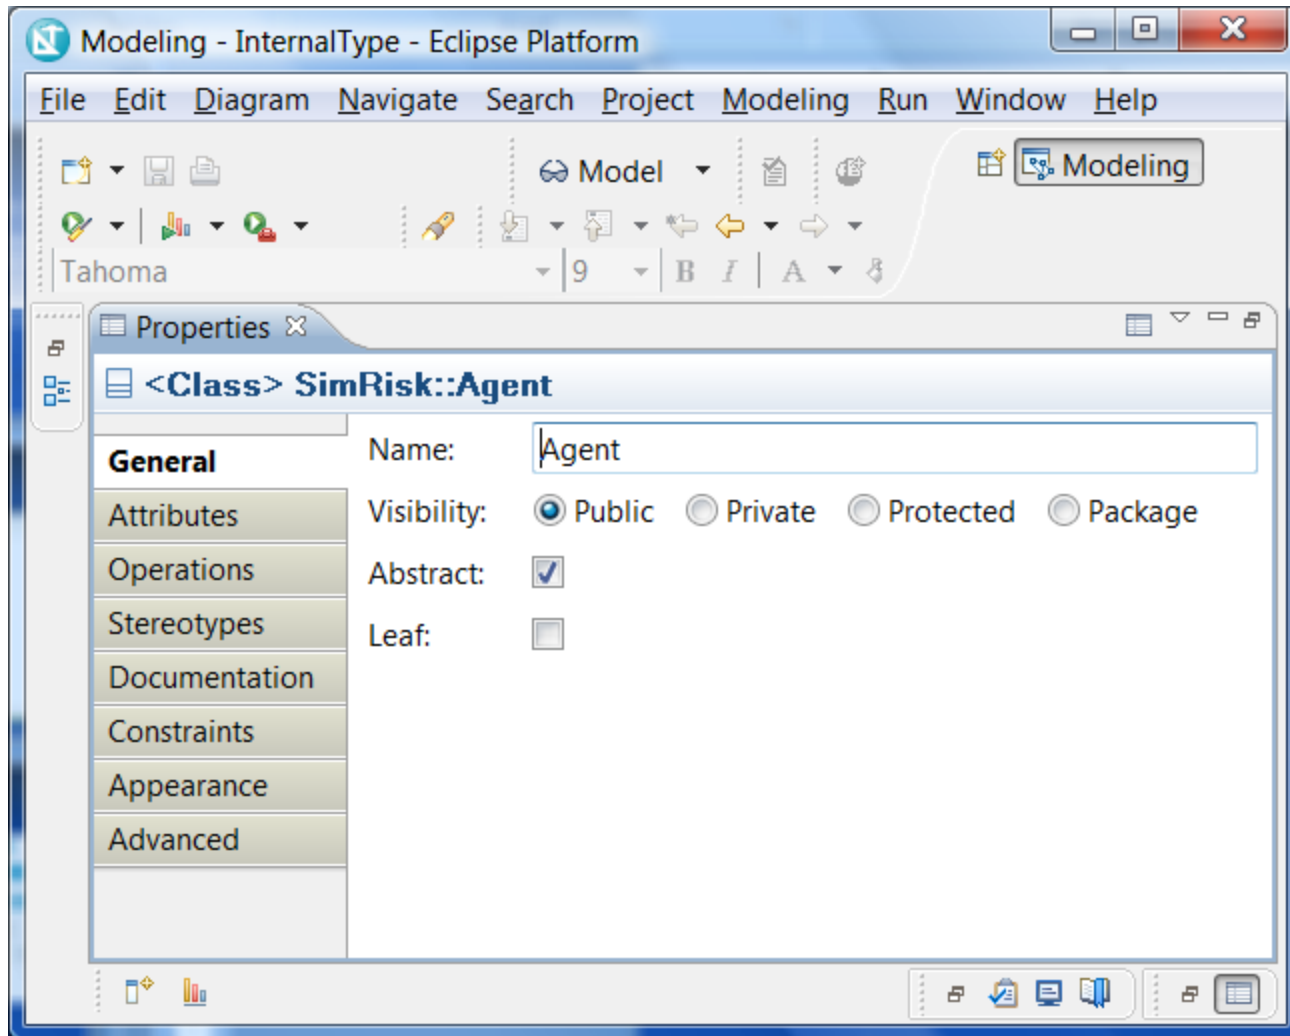 Modeling - InternalType - Eclipse Platform
File Edit Diagram Navigate Search Project Modeling Run Window Help
Model
Modeling
Tahoma 9 B I A
Properties
<Class> SimRisk::Agent
General
Name: Agent
Attributes
Visibility: Public Private Protected Package
Operations
Abstract:
Stereotypes
Leaf:
Documentation
Constraints
Appearance
Advanced